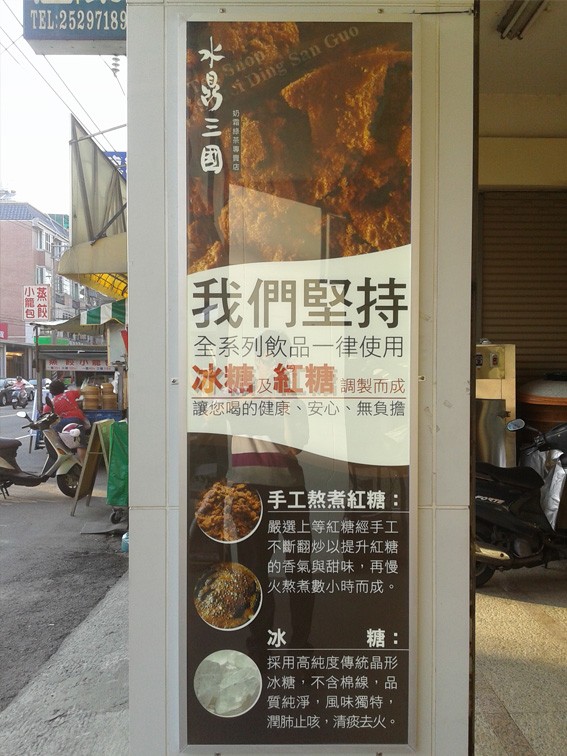 TEL:25297189
水晶三國
奶霜綠茶專賣店
Ding San Guo
我們堅持
全系列飲品一律使用
冰糖及紅糖調製而成
讓您喝的健康、安心、無負擔
手工熬煮紅糖：
嚴選上等紅糖經手工
不斷翻炒以提升紅糖
的香氣與甜味，再慢
火熬煮數小時而成。
冰糖：
採用高純度傳統晶形
冰糖，不含棉線，品
質純淨，風味獨特，
潤肺止咳，清痰去火。
蒸餃
小籠包